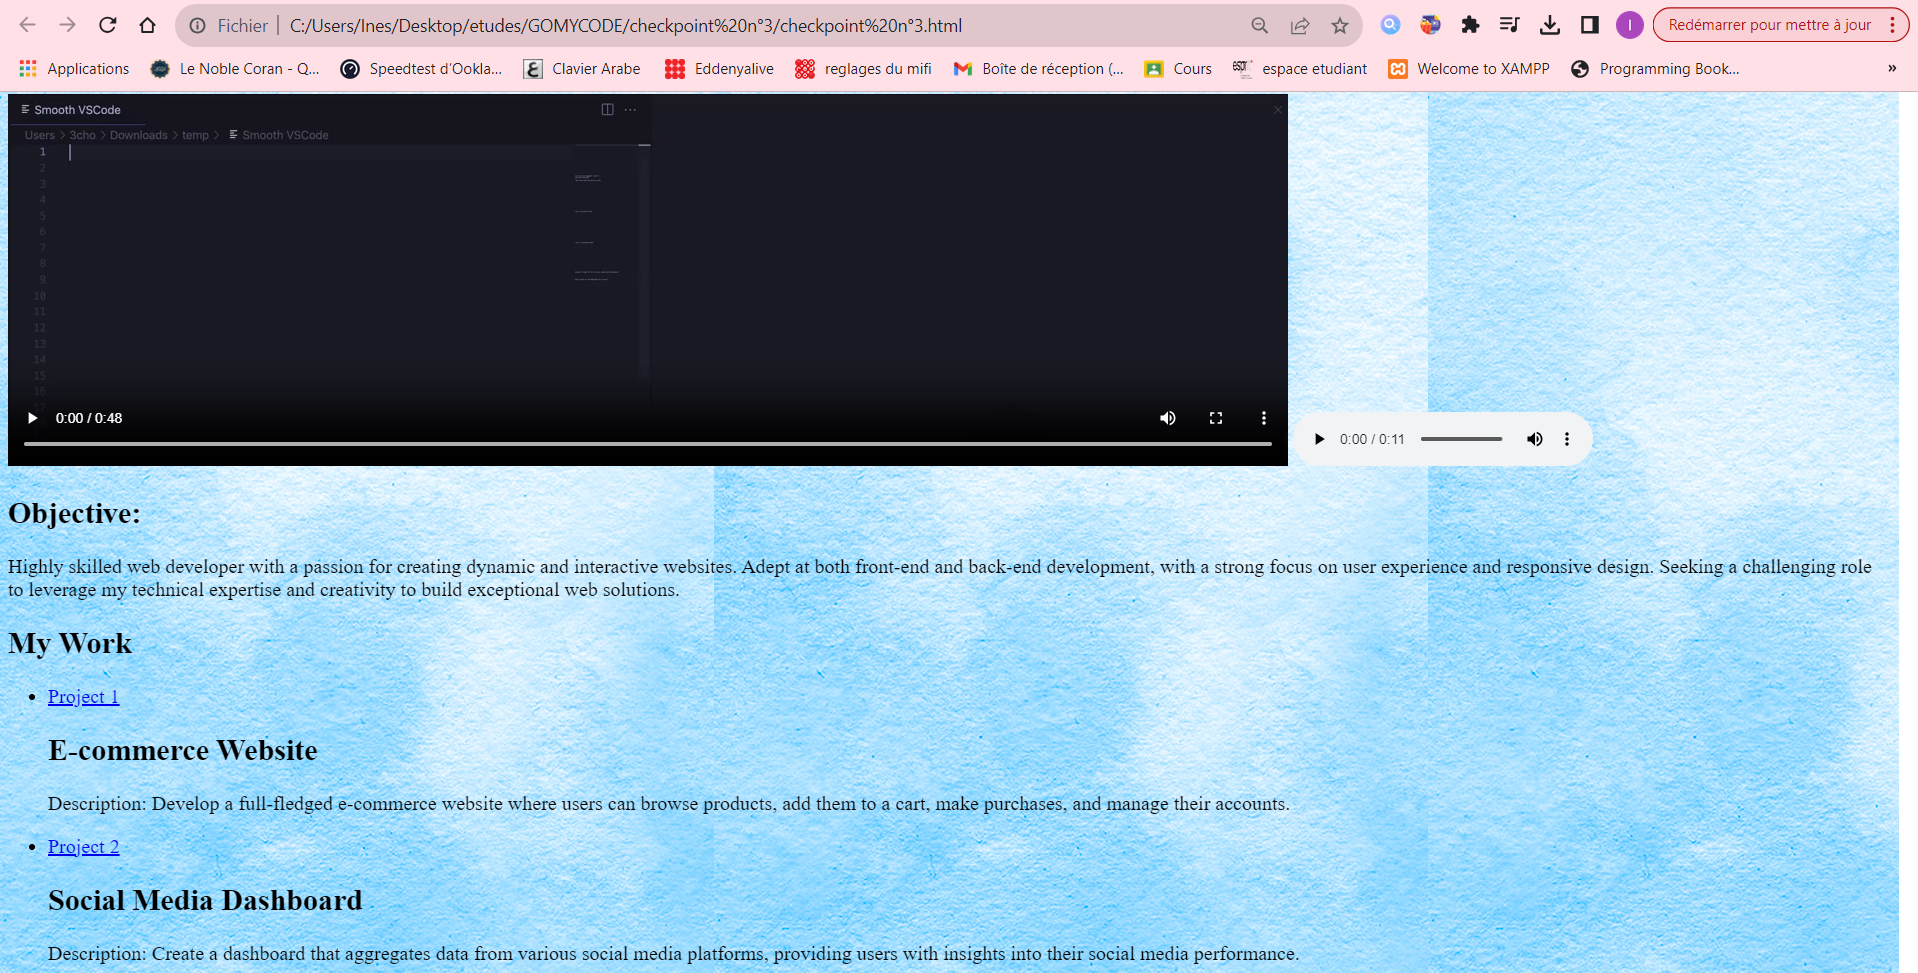 Fichier | C:/Users/Ines/Desktop/etudes/GOMYCODE/checkpoint%20n°3/checkpoint%20n°3.html I Redémarrer pour mettre à jour
Applications Le Noble Coran - Q... Speedtest d'Ookla... Clavier Arabe Eddenyalive reglages du mifi Boîte de réception (... Cours espace etudiant Welcome to XAMPP Programming Book... »
Smooth VSCode
Users > 3cho > Downloads > temp > Smooth VSCode
1
2
3
4
5
6
7
8
9
10
11
12
13
14
15
16
0:00 / 0:48
0:00 / 0:11
Objective:
Highly skilled web developer with a passion for creating dynamic and interactive websites. Adept at both front-end and back-end development, with a strong focus on user experience and responsive design. Seeking a challenging role
to leverage my technical expertise and creativity to build exceptional web solutions.
My Work
• Project 1
E-commerce Website
Description: Develop a full-fledged e-commerce website where users can browse products, add them to a cart, make purchases, and manage their accounts.
• Project 2
Social Media Dashboard
Description: Create a dashboard that aggregates data from various social media platforms, providing users with insights into their social media performance.